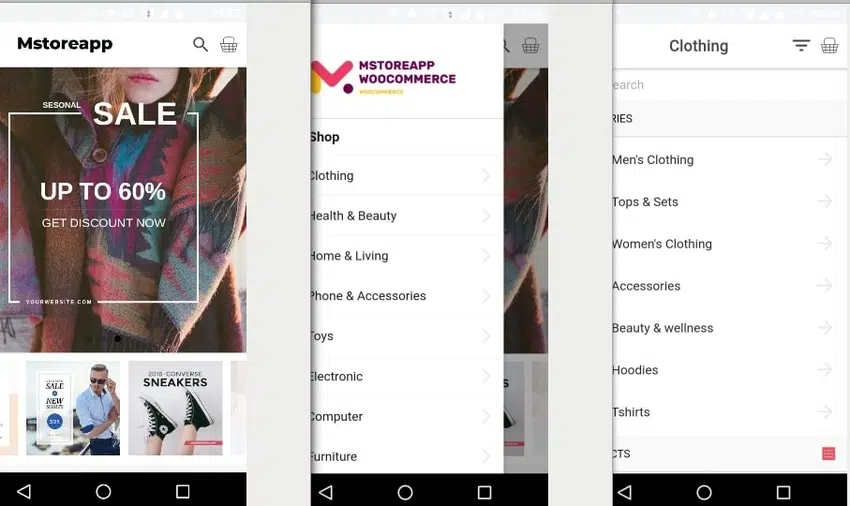 Mstoreapp
SESONAL
SALE
UP TO 60%
GET DISCOUNT NOW
YOURWEBSITE.COM
SALE
NEW
50%
2018 -CONVERSE
SNEAKERS
MSTOREAPP
WOOCOMMERCE
WOOCOMMERCE
Shop
Clothing
Health & Beauty
Home & Living
Phone & Accessories
Toys
Electronic
Computer
Furniture
S
Clothing
earch
RIES
Men's Clothing
Tops & Sets
Women's Clothing
Accessories
Beauty & wellness
Hoodies
Tshirts
CTS